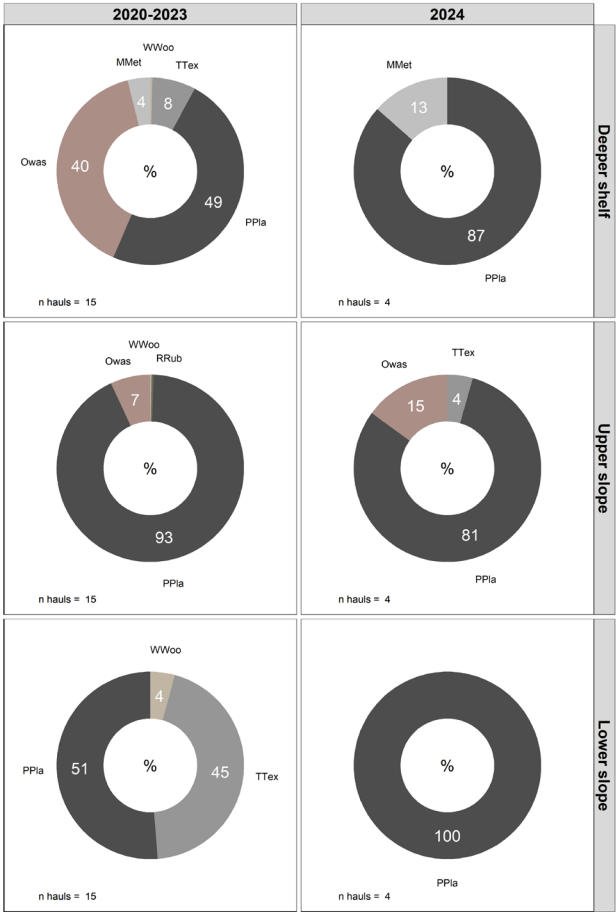 2020-2023
2024
WWoo
MMet
TTex
4
8
Owas
40
%
49
PPla
n hauls = 15
MMet
13
%
87
PPla
n hauls = 4
Deeper shelf
WWoo
Owas
RRub
7
%
93
PPla
n hauls = 15
TTex
Owas
15
4
%
81
PPla
n hauls = 4
Upper slope
WWoo
4
PPla
51
%
45
TTex
n hauls = 15
%
100
PPla
n hauls = 4
Lower slope